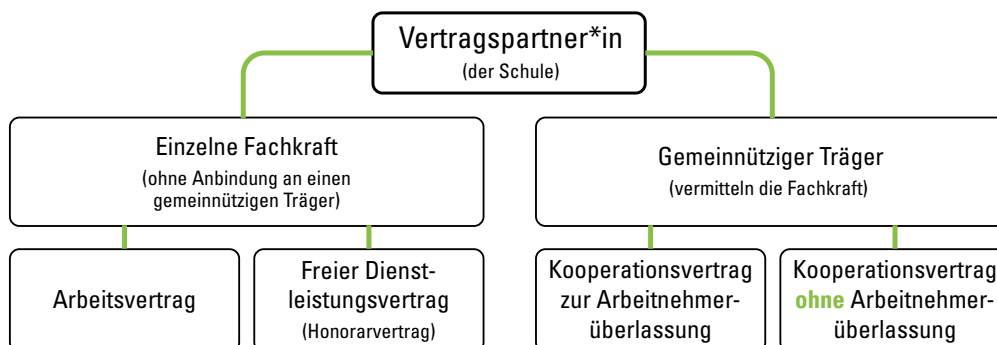 Vertragspartner*in
(der Schule)
Einzelne Fachkraft
(ohne Anbindung an einen
gemeinnützigen Träger)
Gemeinnütziger Träger
(vermitteln die Fachkraft)
Arbeitsvertrag
Freier Dienst-
leistungsvertrag
(Honorarvertrag)
Kooperationsvertrag
zur Arbeitnehmer-
überlassung
Kooperationsvertrag
ohne Arbeitnehmer-
überlassung